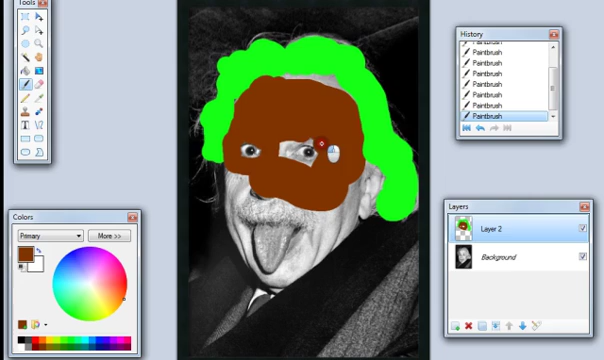 Tools
History
Paintbrush
Paintbrush
Paintbrush
Paintbrush
Paintbrush
Paintbrush
Paintbrush
Colors
Primary
More >>
Layers
Layer 2
Background